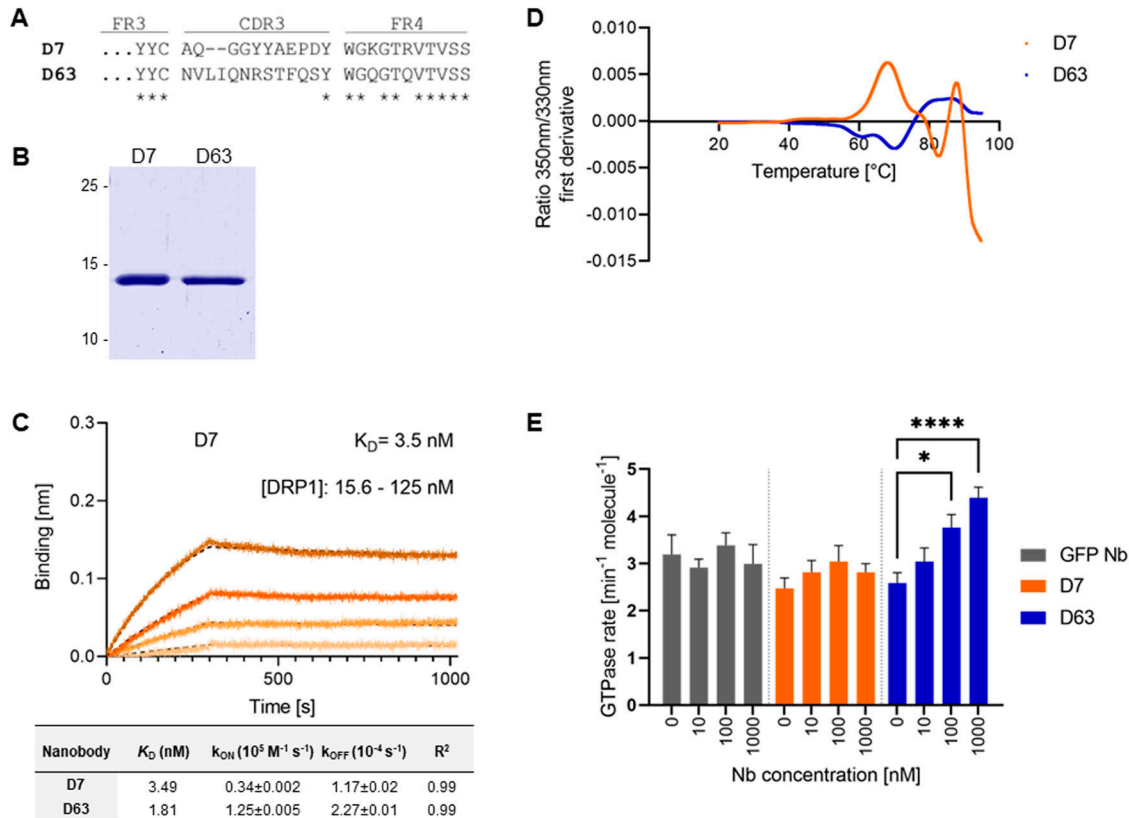 A
FR3 CDR3 FR4
D7 ...YYC AQ--GGYYAEPDY WGKGTRVTVSS
D63 ...YYC NVLIQNRSTFQSY WGQGTQVTVSS
*** * ** ** *****
B
D7 D63
25 -
15 -
10 -
C
D7
KD= 3.5 nM
[DRP1]: 15.6 - 125 nM
Binding [nm]
0.3
0.2
0.1
0.0
0 500 1000
Time [s]
Nanobody KD (nM) kON (10⁵ M⁻¹ s⁻¹) kOFF (10⁻⁴ s⁻¹) R²
D7 3.49 0.34±0.002 1.17±0.02 0.99
D63 1.81 1.25±0.005 2.27±0.01 0.99
D
D7
D63
Ratio 350nm/330nm
first derivative
0.010
0.005
0.000
-0.005
-0.010
-0.015
20 40 60 80 100
Temperature [°C]
E
****
*
GTPase rate [min⁻¹ molecule⁻¹]
5
4
3
2
1
0
0 10 100 1000 0 10 100 1000 0 10 100 1000
Nb concentration [nM]
GFP Nb
D7
D63